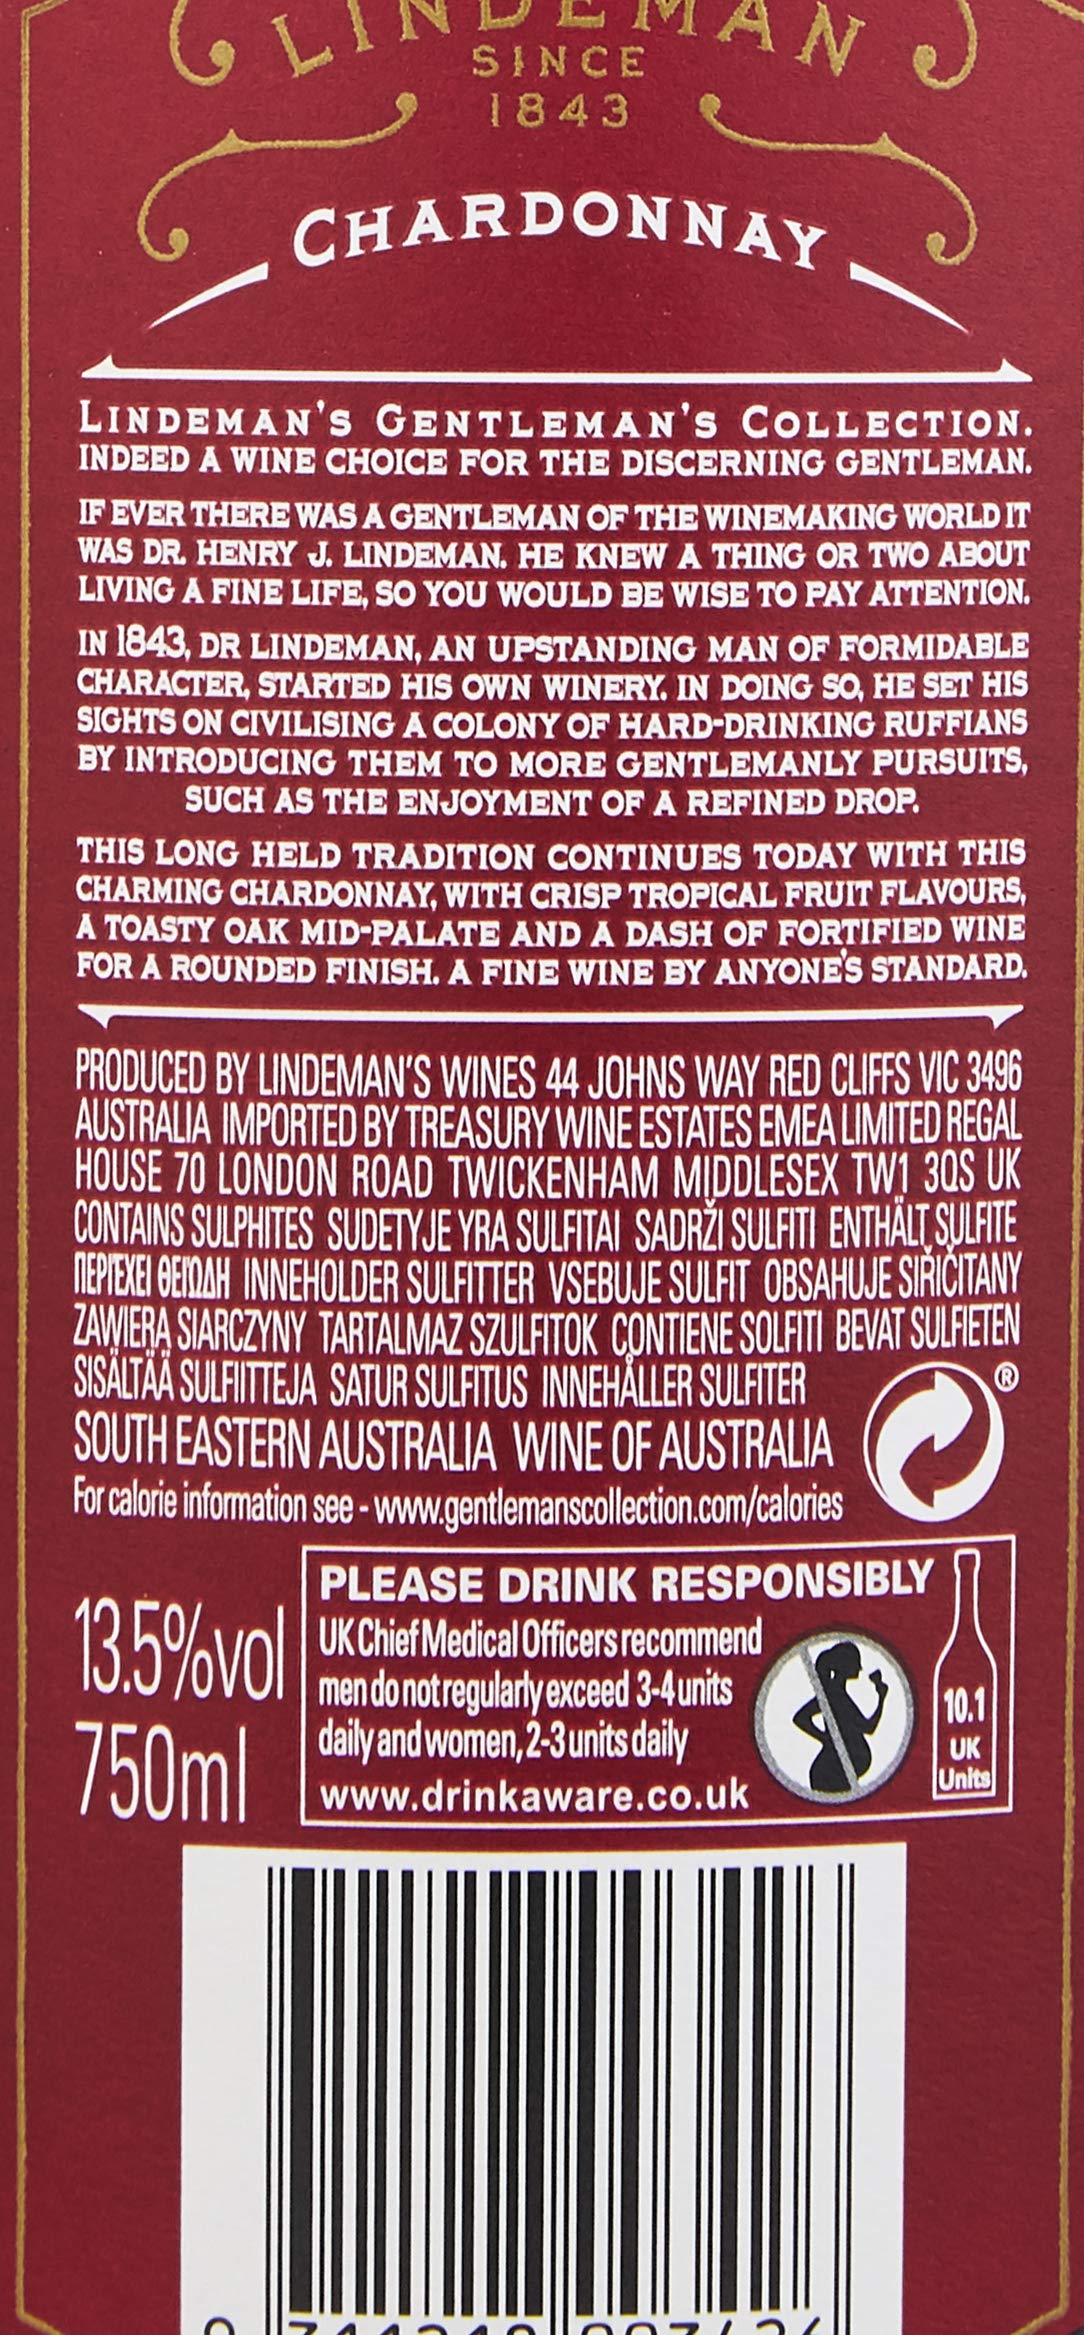 LINDEMAN
SINCE
1843
CHARDONNAY
LINDEMAN'S GENTLEMAN'S COLLECTION.
INDEED A WINE CHOICE FOR THE DISCERNING GENTLEMAN.
IF EVER THERE WAS A GENTLEMAN OF THE WINEMAKING WORLD IT
WAS DR. HENRY J. LINDEMAN. HE KNEW A THING OR TWO ABOUT
LIVING A FINE LIFE, SO YOU WOULD BE WISE TO PAY ATTENTION.
IN 1843, DR LINDEMAN, AN UPSTANDING MAN OF FORMIDABLE
CHARACTER, STARTED HIS OWN WINERY. IN DOING SO, HE SET HIS
SIGHTS ON CIVILISING A COLONY OF HARD-DRINKING RUFFIANS
BY INTRODUCING THEM TO MORE GENTLEMANLY PURSUITS,
SUCH AS THE ENJOYMENT OF A REFINED DROP.
THIS LONG HELD TRADITION CONTINUES TODAY WITH THIS
CHARMING CHARDONNAY, WITH CRISP TROPICAL FRUIT FLAVOURS,
A TOASTY OAK MID-PALATE AND A DASH OF FORTIFIED WINE
FOR A ROUNDED FINISH. A FINE WINE BY ANYONE'S STANDARD.
PRODUCED BY LINDEMAN'S WINES 44 JOHNS WAY RED CLIFFS VIC 3496
AUSTRALIA IMPORTED BY TREASURY WINE ESTATES EMEA LIMITED REGAL
HOUSE 70 LONDON ROAD TWICKENHAM MIDDLESEX TW1 3QS UK
CONTAINS SULPHITES SUDETYJE YRA SULFITAI SADRŽI SULFITI ENTHÄLT SULFITE
ΠΕΡΙΈΧΕΙ ΘΕΙΏΔΗ INNEHOLDER SULFITTER VSEBUJE SULFIT OBSAHUJE SIŘIČITANY
ZAWIERA SIARCZYNY TARTALMAZ SZULFITOK CONTIENE SOLFITI BEVAT SULFIETEN
SISÄLTÄÄ SULFIITTEJA SATUR SULFITUS INNEHÅLLER SULFITER
®
SOUTH EASTERN AUSTRALIA WINE OF AUSTRALIA
For calorie information see - www.gentlemanscollection.com/calories
13.5%vol
750ml
PLEASE DRINK RESPONSIBLY
UK Chief Medical Officers recommend
men do not regularly exceed 3-4 units
daily and women, 2-3 units daily
www.drinkaware.co.uk
10.1
UK
Units